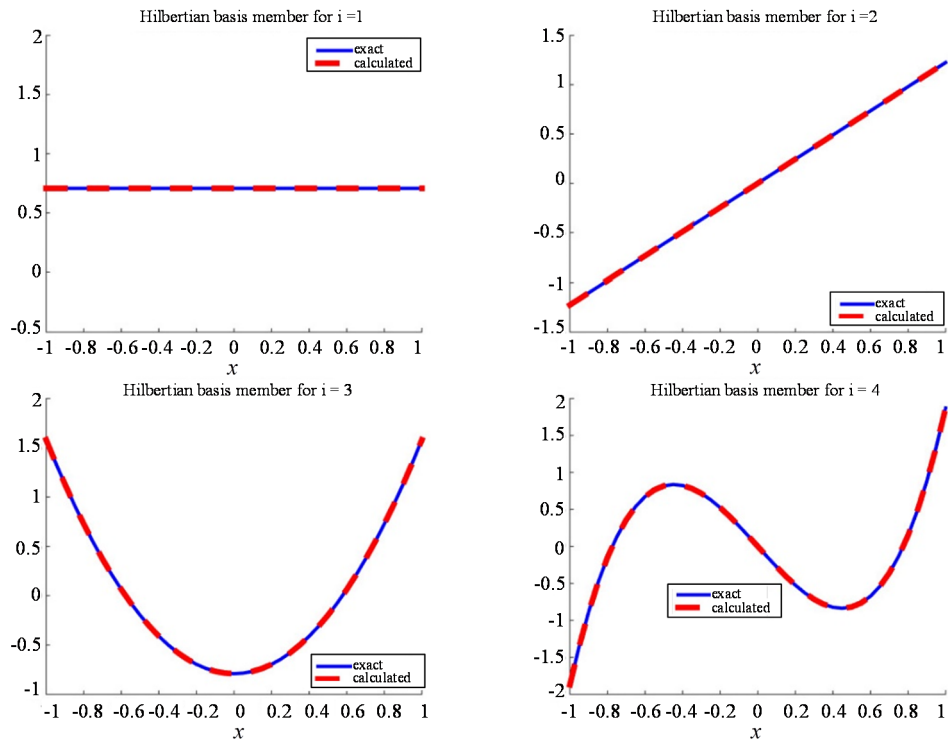 Hilbertian basis member for i =1
2
1.5
1
0.5
0
-0.5
exact
calculated
-1 -0.8 -0.6 -0.4 -0.2 0 0.2 0.4 0.6 0.8 1
x
Hilbertian basis member for i =2
1.5
1
0.5
0
-0.5
-1
-1.5
exact
calculated
-1 -0.8 -0.6 -0.4 -0.2 0 0.2 0.4 0.6 0.8 1
x
Hilbertian basis member for i = 3
2
1.5
1
0.5
0
-0.5
-1
exact
calculated
-1 -0.8 -0.6 -0.4 -0.2 0 0.2 0.4 0.6 0.8 1
x
Hilbertian basis member for i = 4
2
1.5
1
0.5
0
-0.5
-1
-1.5
-2
exact
calculated
-1 -0.8 -0.6 -0.4 -0.2 0 0.2 0.4 0.6 0.8 1
x